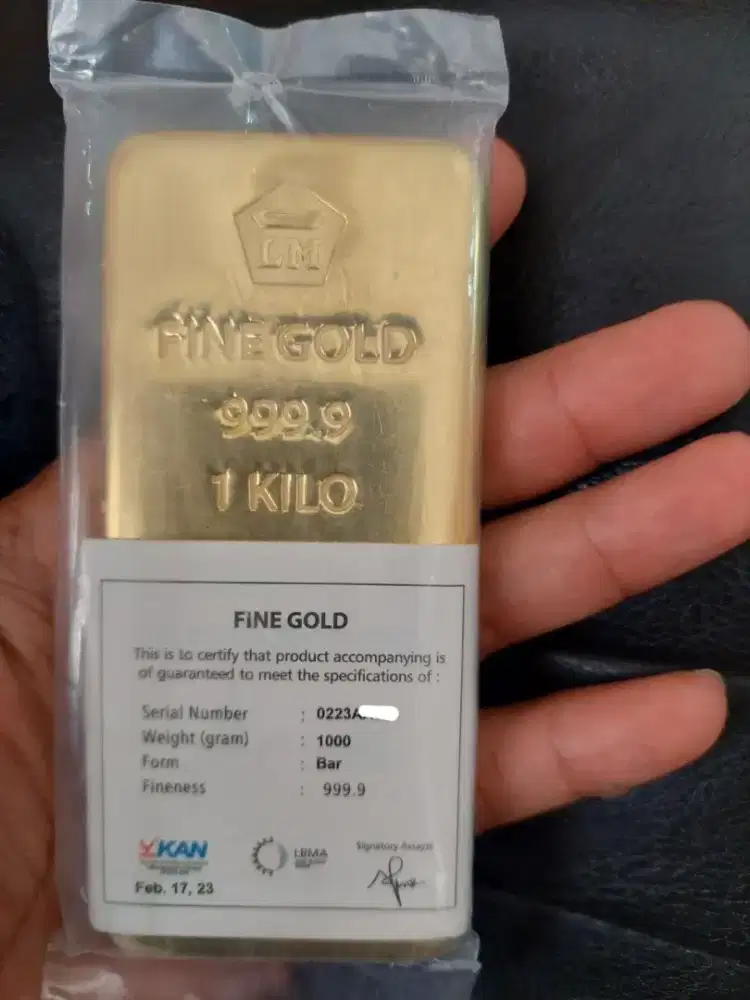 LM
FINE GOLD
999.9
1 KILO
FINE GOLD
This is to certify that product accompanying is
of guaranteed to meet the specifications of :
Serial Number : 0223A
Weight (gram) : 1000
Form : Bar
Fineness : 999.9
KAN
LBMA
Signatory Assayer
Feb. 17, 23